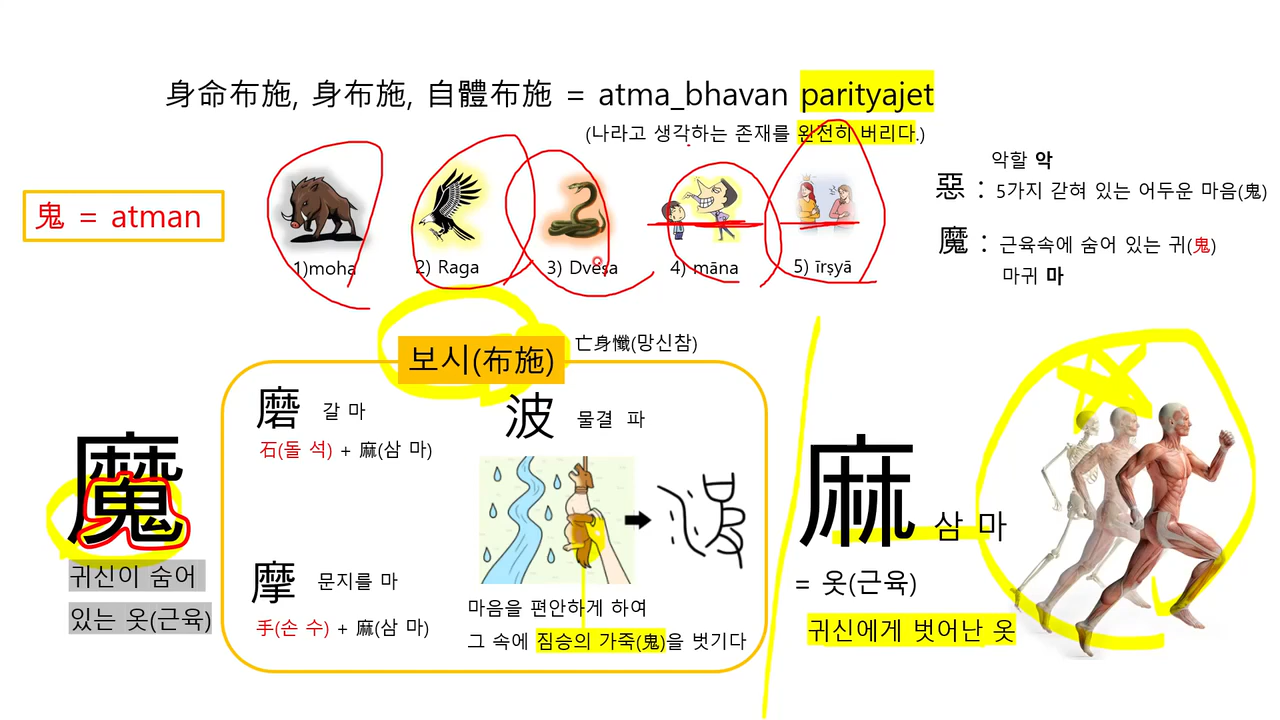 身命布施, 身布施, 自體布施 = atma_bhavan parityajet
(나라고 생각하는 존재를 완전히 버리다.)
鬼 = atman
1)moha
2) Raga
3) Dveṣa
4) māna
5) īrṣyā
악할 악
惡 : 5가지 갇혀 있는 어두운 마음(鬼)
魔 : 근육속에 숨어 있는 귀(鬼)
마귀 마
보시(布施)
亡身懺(망신참)
魔
귀신이 숨어
있는 옷(근육)
磨 갈 마
石(돌 석) + 麻(삼 마)
摩 문지를 마
手(손 수) + 麻(삼 마)
波 물결 파
마음을 편안하게 하여
그 속에 짐승의 가죽(鬼)을 벗기다
麻 삼 마
= 옷(근육)
귀신에게 벗어난 옷